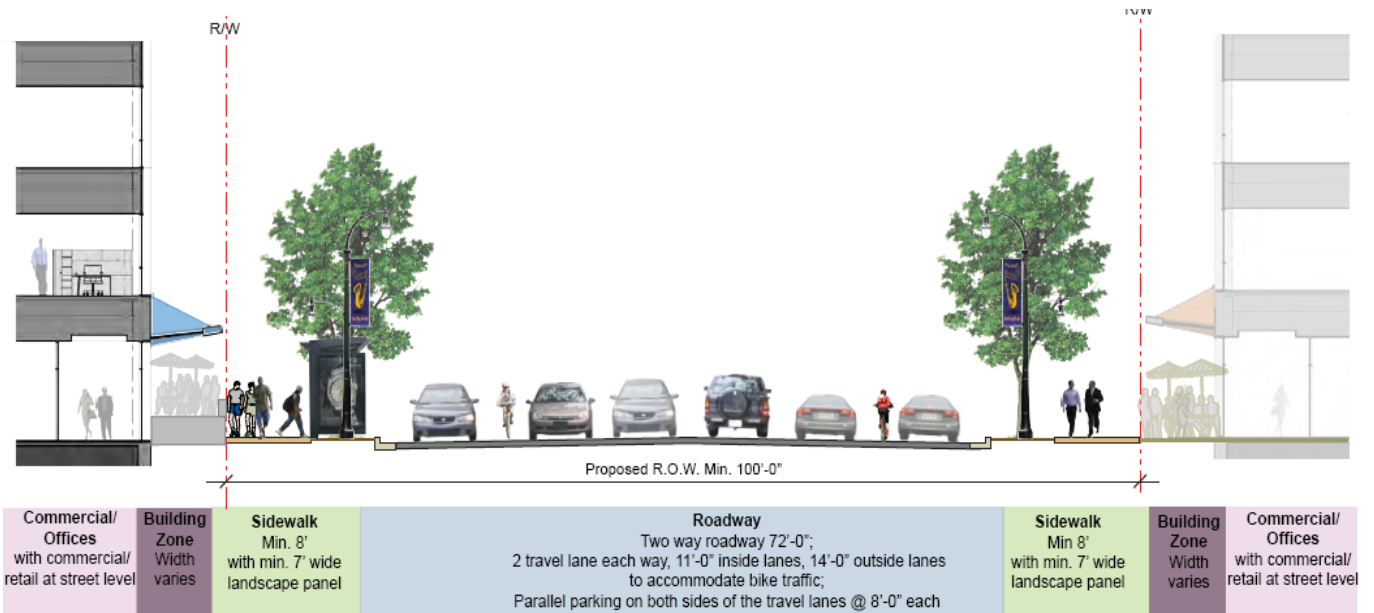 R/W
R/W
Proposed R.O.W. Min. 100'-0"
Commercial/
Offices
with commercial/
retail at street level
Building
Zone
Width
varies
Sidewalk
Min. 8'
with min. 7' wide
landscape panel
Roadway
Two way roadway 72'-0";
2 travel lane each way, 11'-0" inside lanes, 14'-0" outside lanes
to accommodate bike traffic;
Parallel parking on both sides of the travel lanes @ 8'-0" each
Sidewalk
Min 8'
with min. 7' wide
landscape panel
Building
Zone
Width
varies
Commercial/
Offices
with commercial/
retail at street level